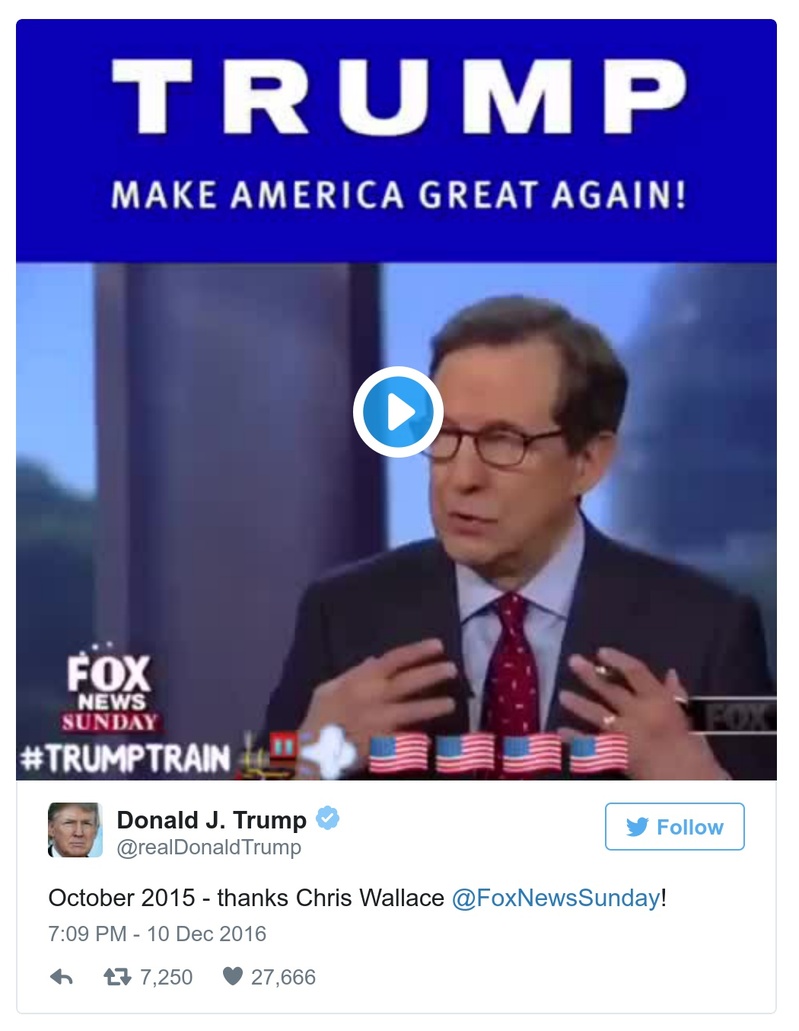 TRUMP
MAKE AMERICA GREAT AGAIN!
FOX
NEWS
SUNDAY
FOX
#TRUMPTRAIN
Donald J. Trump
@realDonaldTrump
Follow
October 2015 - thanks Chris Wallace @FoxNewsSunday!
7:09 PM - 10 Dec 2016
7,250 27,666